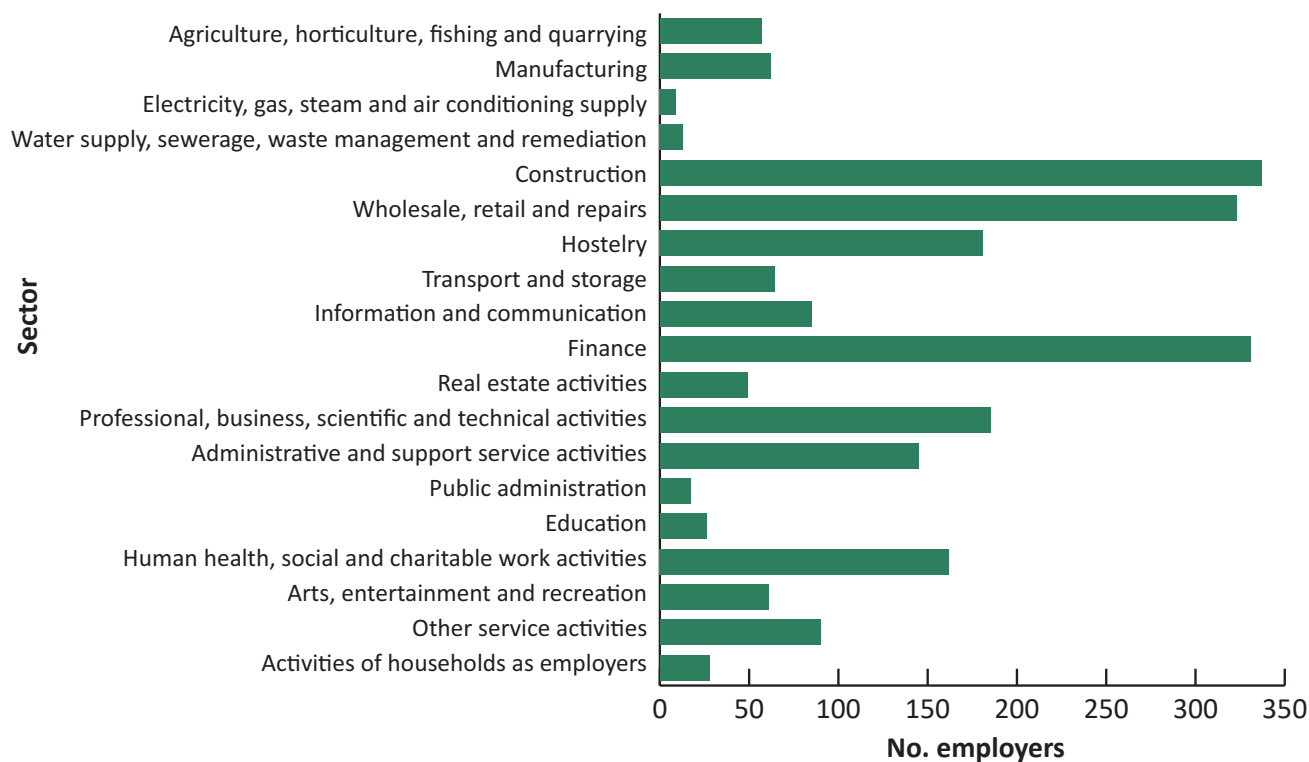 Agriculture, horticulture, fishing and quarrying
Manufacturing
Electricity, gas, steam and air conditioning supply
Water supply, sewerage, waste management and remediation
Construction
Wholesale, retail and repairs
Hostelry
Transport and storage
Information and communication
Finance
Real estate activities
Professional, business, scientific and technical activities
Administrative and support service activities
Public administration
Education
Human health, social and charitable work activities
Arts, entertainment and recreation
Other service activities
Activities of households as employers
Sector
0 50 100 150 200 250 300 350
No. employers